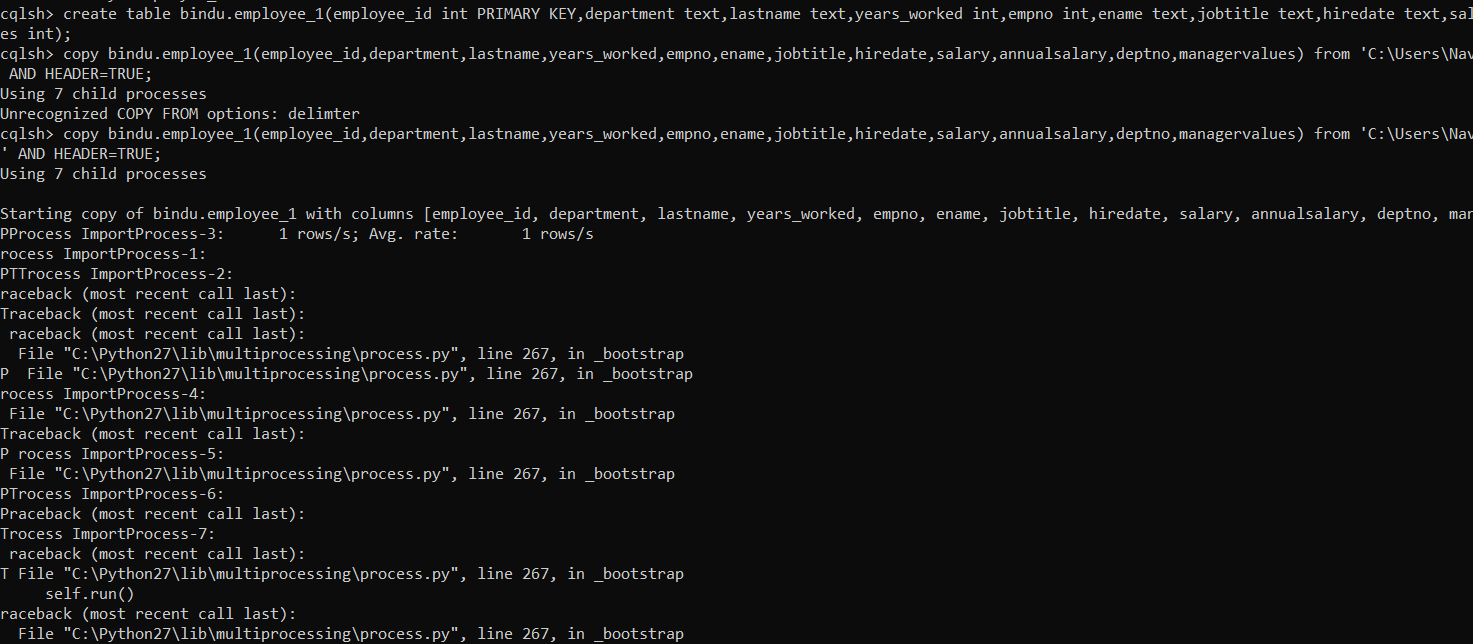 cqlsh> create table bindu.employee_1(employee_id int PRIMARY KEY,department text,lastname text,years_worked int,empno int,ename text,jobtitle text,hiredate text,sal
es int);
cqlsh> copy bindu.employee_1(employee_id,department,lastname,years_worked,empno,ename,jobtitle,hiredate,salary,annualsalary,deptno,managervalues) from 'C:\Users\Nav
 AND HEADER=TRUE;
Using 7 child processes
Unrecognized COPY FROM options: delimter
cqlsh> copy bindu.employee_1(employee_id,department,lastname,years_worked,empno,ename,jobtitle,hiredate,salary,annualsalary,deptno,managervalues) from 'C:\Users\Nav
' AND HEADER=TRUE;
Using 7 child processes
Starting copy of bindu.employee_1 with columns [employee_id, department, lastname, years_worked, empno, ename, jobtitle, hiredate, salary, annualsalary, deptno, man
PProcess ImportProcess-3:      1 rows/s; Avg. rate:       1 rows/s
rocess ImportProcess-1:
PTTrocess ImportProcess-2:
raceback (most recent call last):
Traceback (most recent call last):
 raceback (most recent call last):
  File "C:\Python27\lib\multiprocessing\process.py", line 267, in _bootstrap
P  File "C:\Python27\lib\multiprocessing\process.py", line 267, in _bootstrap
rocess ImportProcess-4:
 File "C:\Python27\lib\multiprocessing\process.py", line 267, in _bootstrap
Traceback (most recent call last):
P rocess ImportProcess-5:
 File "C:\Python27\lib\multiprocessing\process.py", line 267, in _bootstrap
PTrocess ImportProcess-6:
Praceback (most recent call last):
Trocess ImportProcess-7:
 raceback (most recent call last):
T File "C:\Python27\lib\multiprocessing\process.py", line 267, in _bootstrap
     self.run()
raceback (most recent call last):
  File "C:\Python27\lib\multiprocessing\process.py", line 267, in _bootstrap